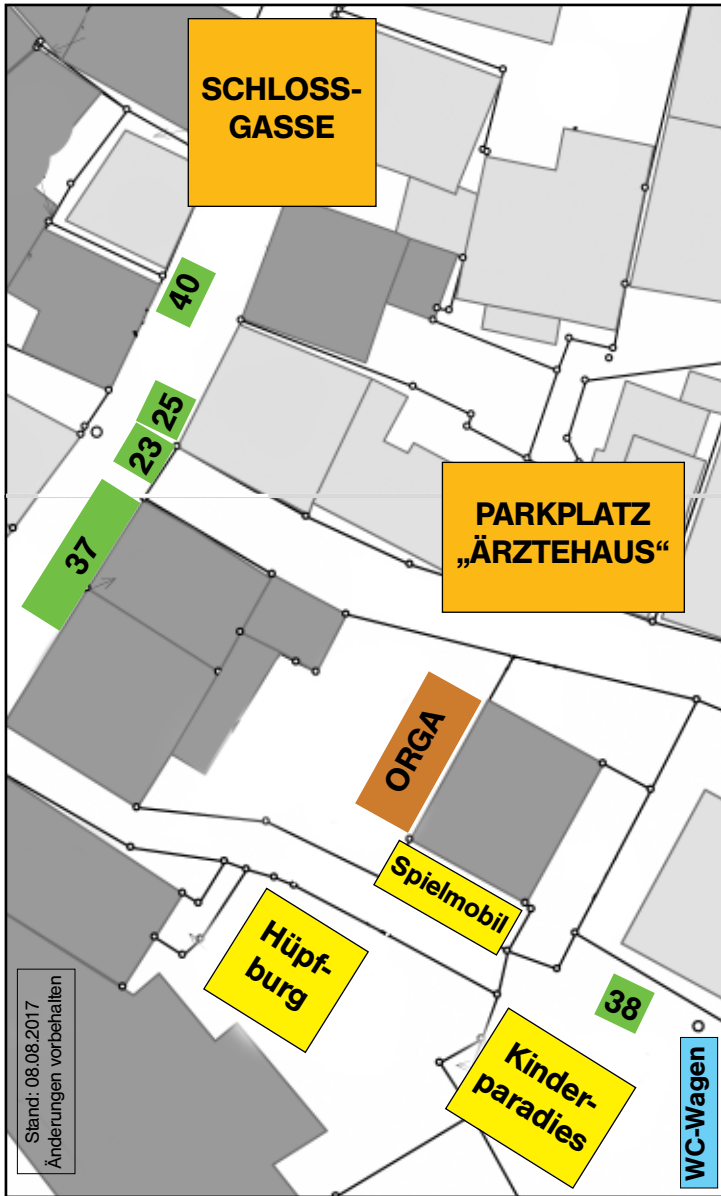 SCHLOSS-
GASSE
40
25
23
37
PARKPLATZ
„ÄRZTEHAUS“
ORGA
Spielmobil
Hüpf-
burg
38
Kinder-
paradies
WC-Wagen
Stand: 08.08.2017
Änderungen vorbehalten